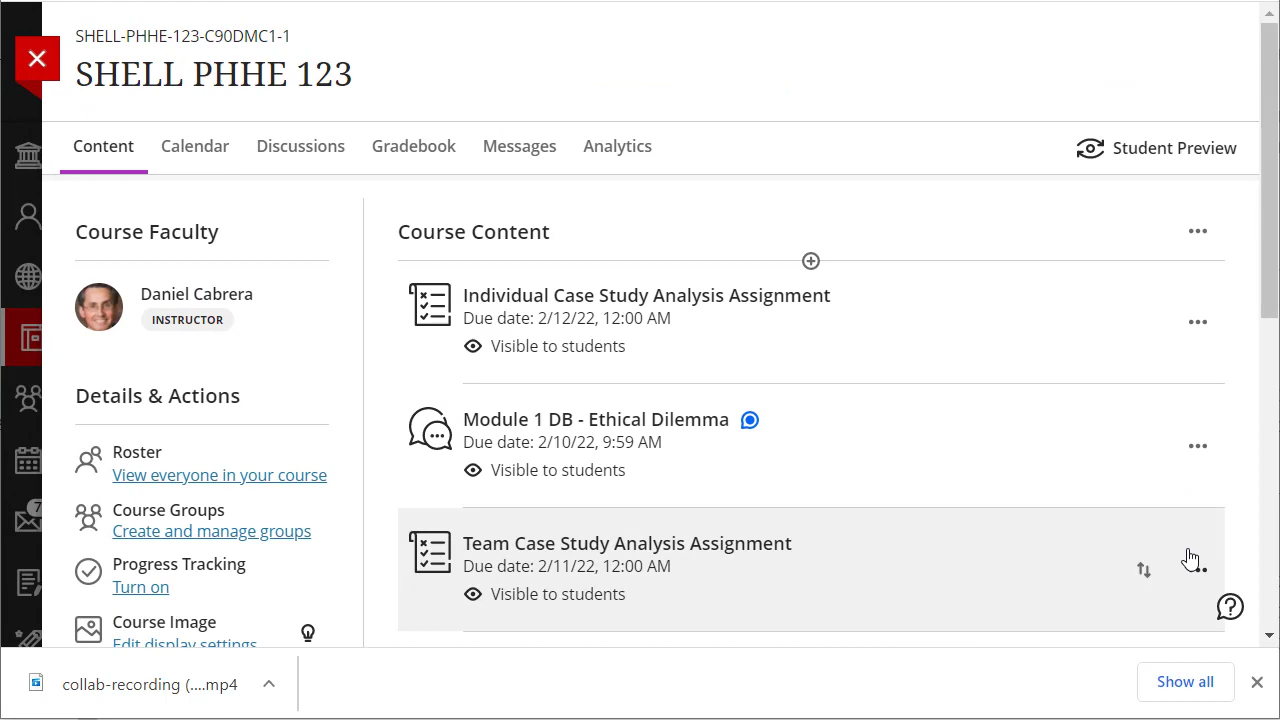 SHELL-PHHE-123-C90DMC1-1
SHELL PHHE 123
Content Calendar Discussions Gradebook Messages Analytics Student Preview
Course Faculty
Daniel Cabrera
INSTRUCTOR
Details & Actions
Roster
View everyone in your course
Course Groups
Create and manage groups
Progress Tracking
Turn on
Course Image
Edit display settings
Course Content
Individual Case Study Analysis Assignment
Due date: 2/12/22, 12:00 AM
Visible to students
Module 1 DB - Ethical Dilemma
Due date: 2/10/22, 9:59 AM
Visible to students
Team Case Study Analysis Assignment
Due date: 2/11/22, 12:00 AM
Visible to students
7
collab-recording (....mp4
Show all